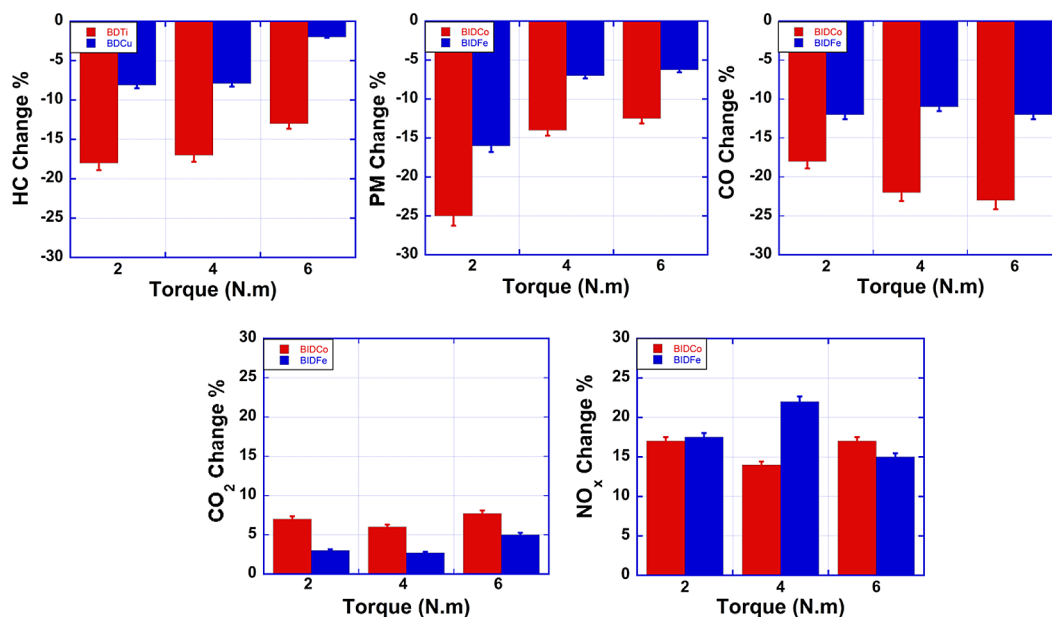 BDTi
BDCu
HC Change %
0
-5
-10
-15
-20
-25
-30
2 4 6
Torque (N.m)
BIDCo
BIDFe
PM Change %
0
-5
-10
-15
-20
-25
-30
2 4 6
Torque (N.m)
BIDCo
BIDFe
CO Change %
0
-5
-10
-15
-20
-25
-30
2 4 6
Torque (N.m)
BIDCo
BIDFe
CO2 Change %
30
25
20
15
10
5
0
2 4 6
Torque (N.m)
BIDCo
BIDFe
NOx Change %
30
25
20
15
10
5
0
2 4 6
Torque (N.m)